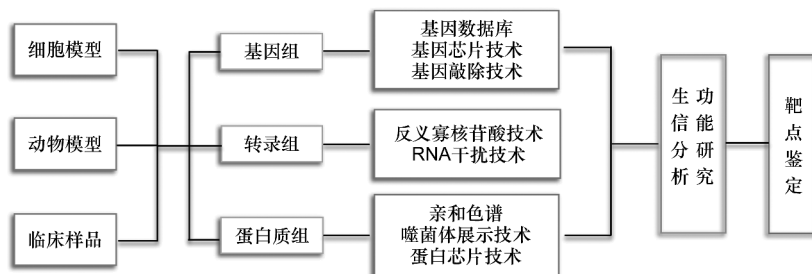 细胞模型
动物模型
临床样品
基因组
转录组
蛋白质组
基因数据库
基因芯片技术
基因敲除技术
反义寡核苷酸技术
RNA干扰技术
亲和色谱
噬菌体展示技术
蛋白芯片技术
生信分析
功能研究
靶点鉴定